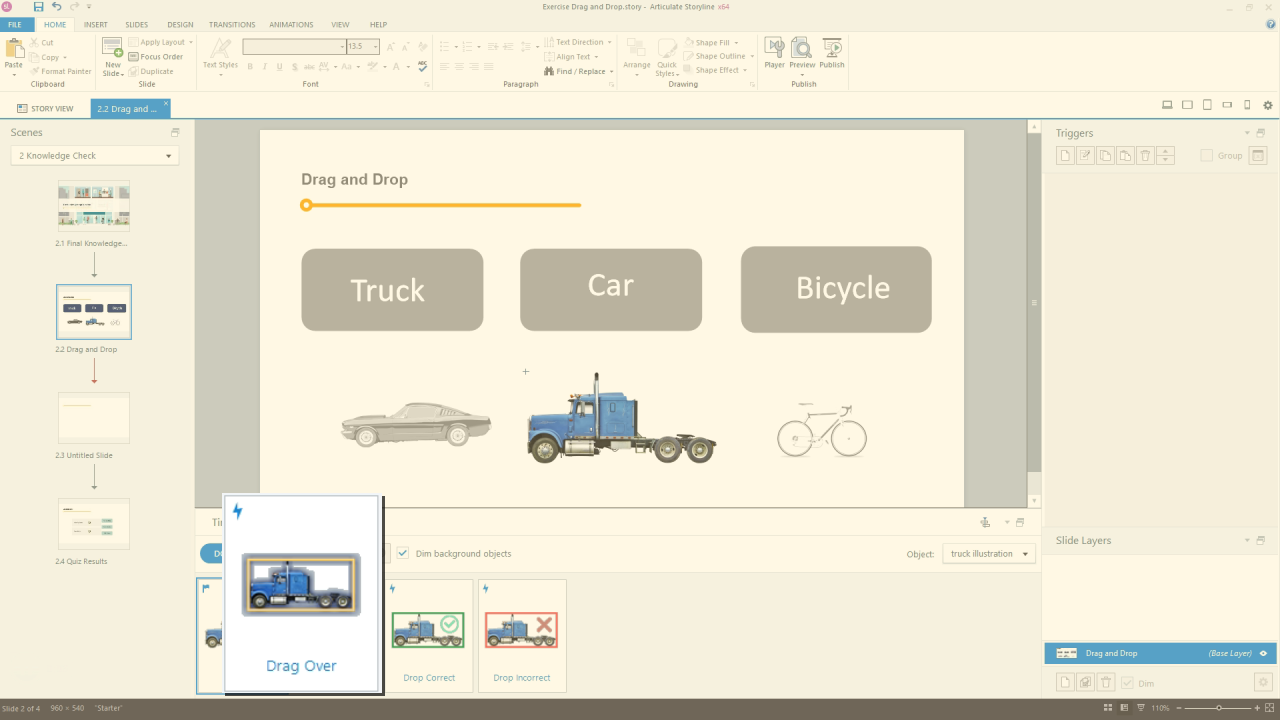 Exercise Drag and Drop.story - Articulate Storyline x64
FILE HOME INSERT SLIDES DESIGN TRANSITIONS ANIMATIONS VIEW HELP
Paste
Cut
Copy
Format Painter
Clipboard
New Slide
Apply Layout
Focus Order
Duplicate
Slide
Text Styles
13.5
Font
Text Direction
Align Text
Find / Replace
Paragraph
Arrange
Quick Styles
Shape Fill
Shape Outline
Shape Effect
Drawing
Player Preview Publish
Publish
STORY VIEW
2.2 Drag and ...
Scenes
2 Knowledge Check
2.1 Final Knowledge...
2.2 Drag and Drop
2.3 Untitled Slide
2.4 Quiz Results
Drag and Drop
Truck
Car
Bicycle
Dim background objects
Object: truck illustration
Drag Over
Drop Correct
Drop Incorrect
Triggers
Group
Slide Layers
Drag and Drop (Base Layer)
Dim
Slide 2 of 4 960 × 540 "Starter"
110%